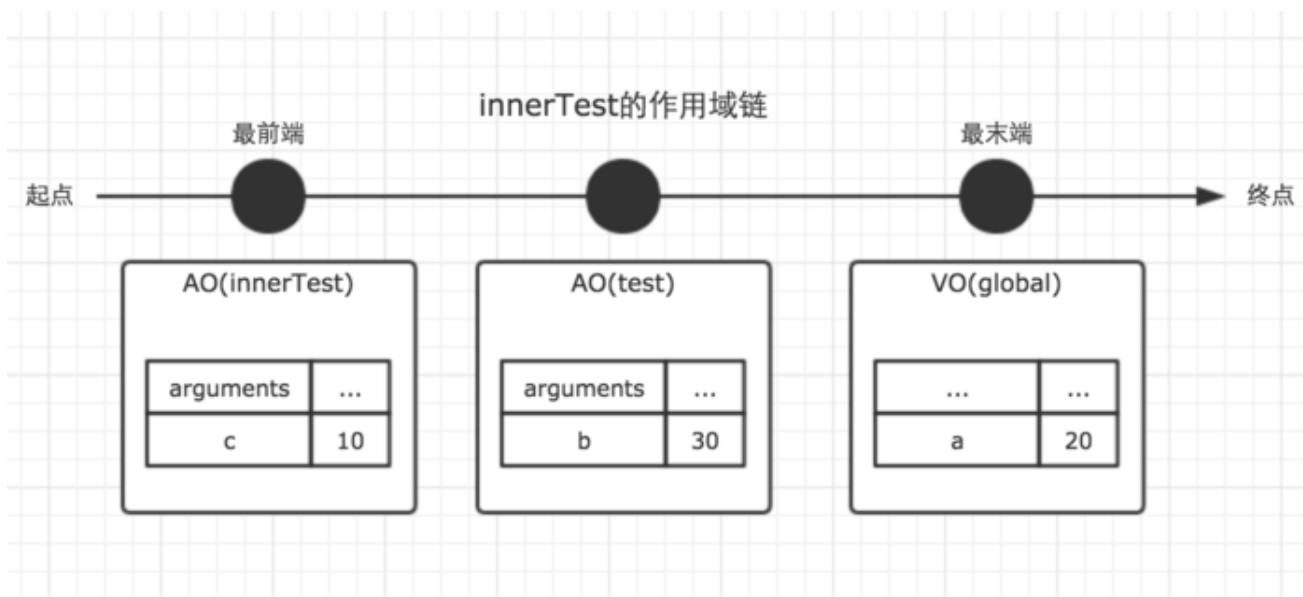 innerTest的作用域链
最前端
最末端
起点
终点
AO(innerTest)
arguments ...
c 10
AO(test)
arguments ...
b 30
VO(global)
... ...
a 20